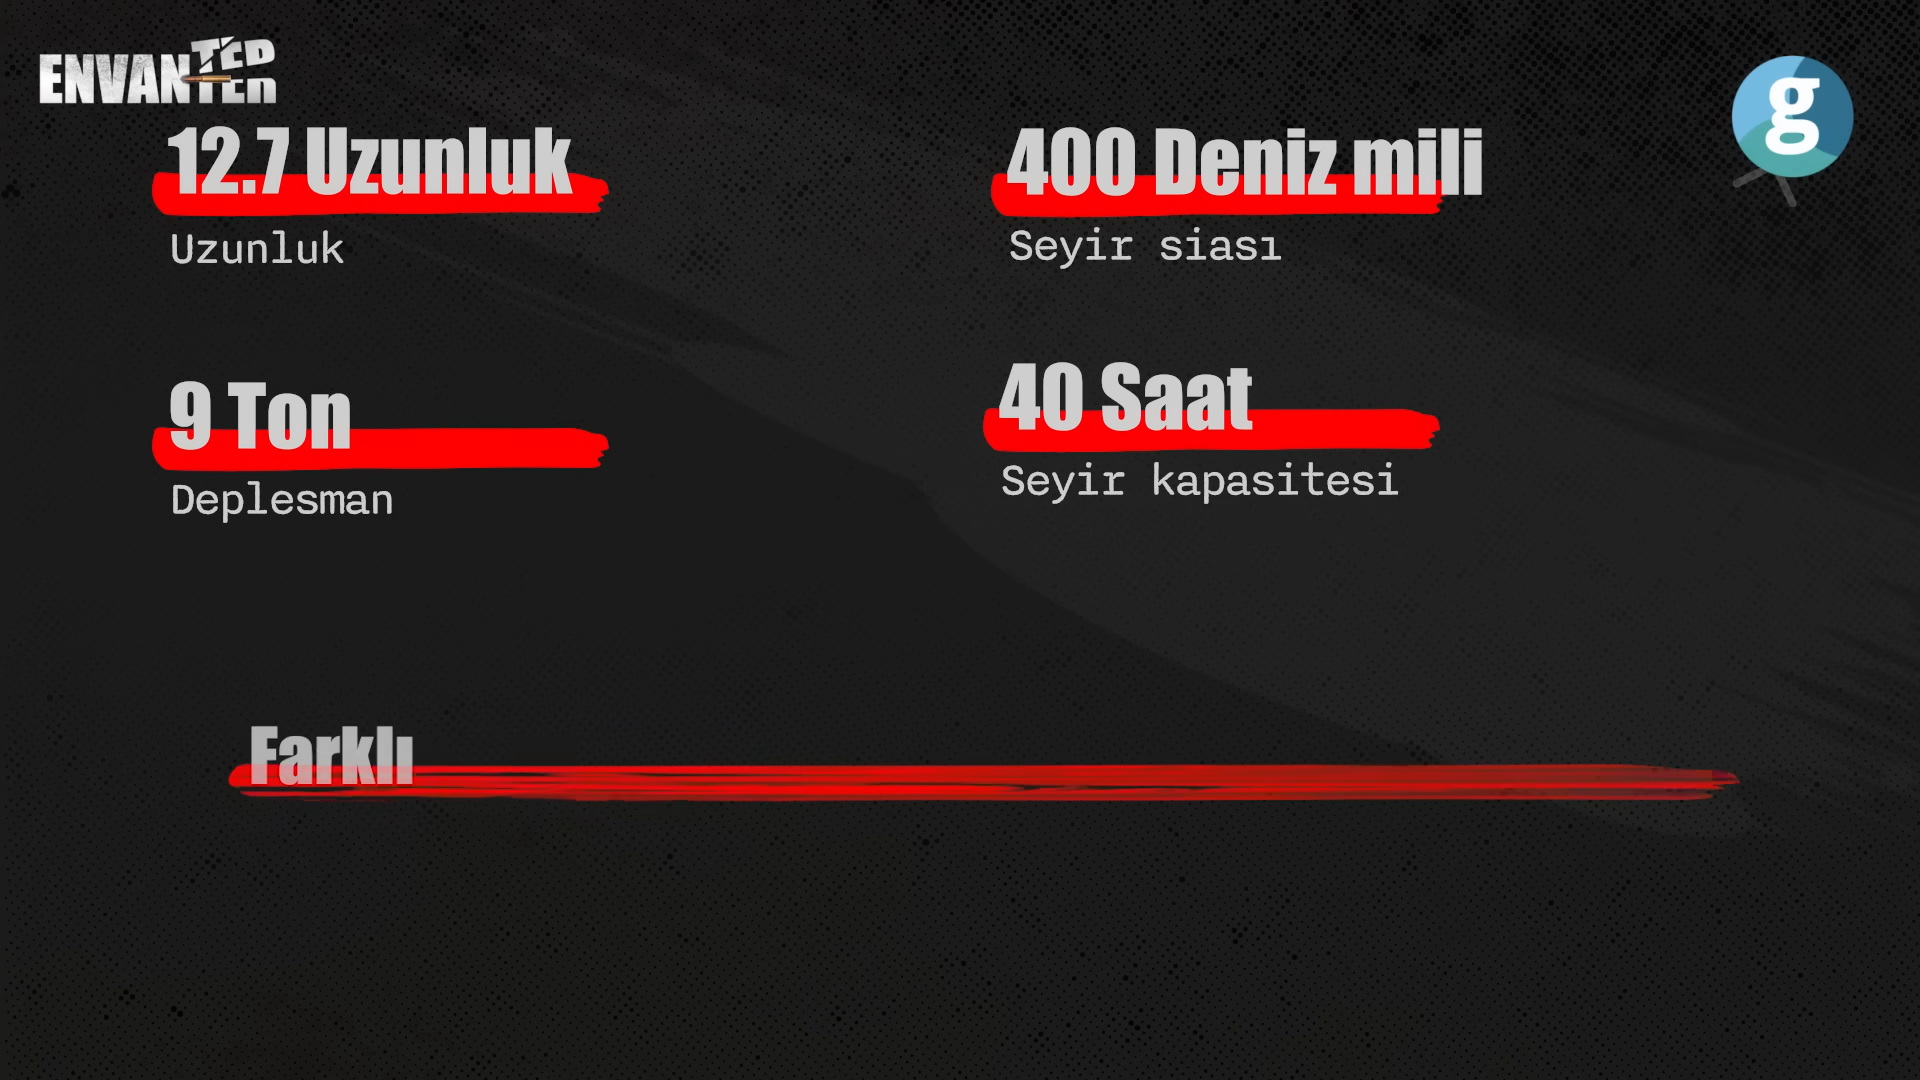 ENVANTER
g
12.7 Uzunluk
Uzunluk
400 Deniz mili
Seyir siası
9 Ton
Deplesman
40 Saat
Seyir kapasitesi
Farklı